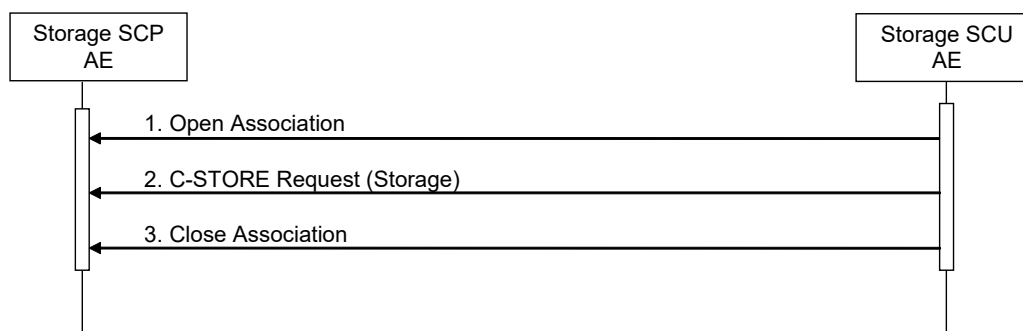 Storage SCP
AE
Storage SCU
AE
1. Open Association
2. C-STORE Request (Storage)
3. Close Association